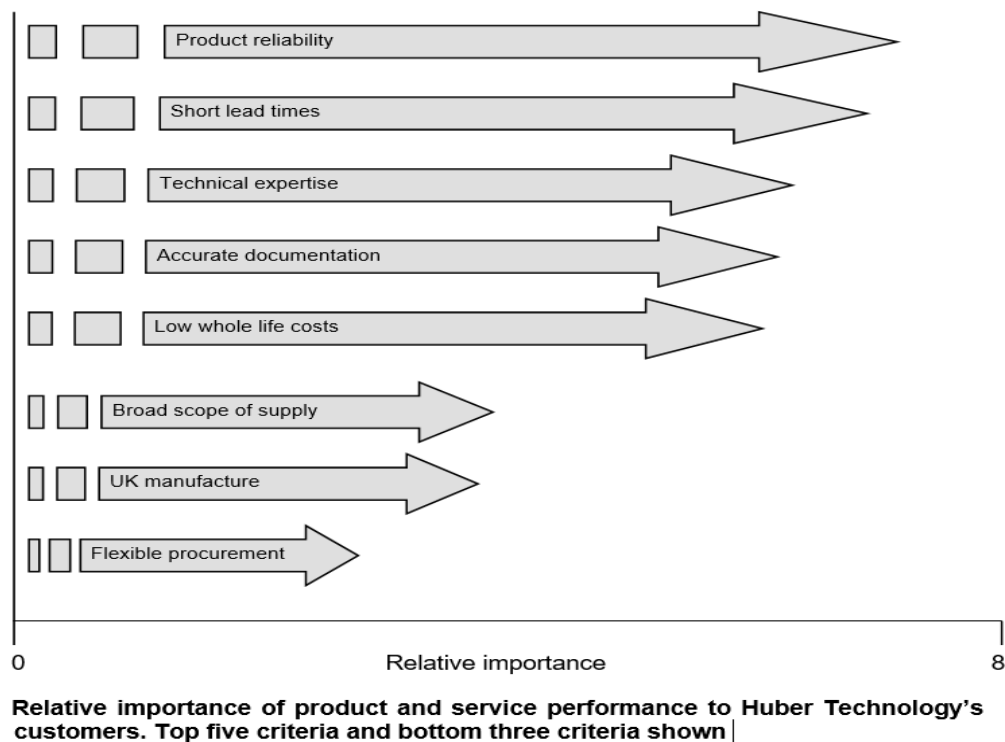 Product reliability
Short lead times
Technical expertise
Accurate documentation
Low whole life costs
Broad scope of supply
UK manufacture
Flexible procurement
0 Relative importance 8
Relative importance of product and service performance to Huber Technology’s
customers. Top five criteria and bottom three criteria shown